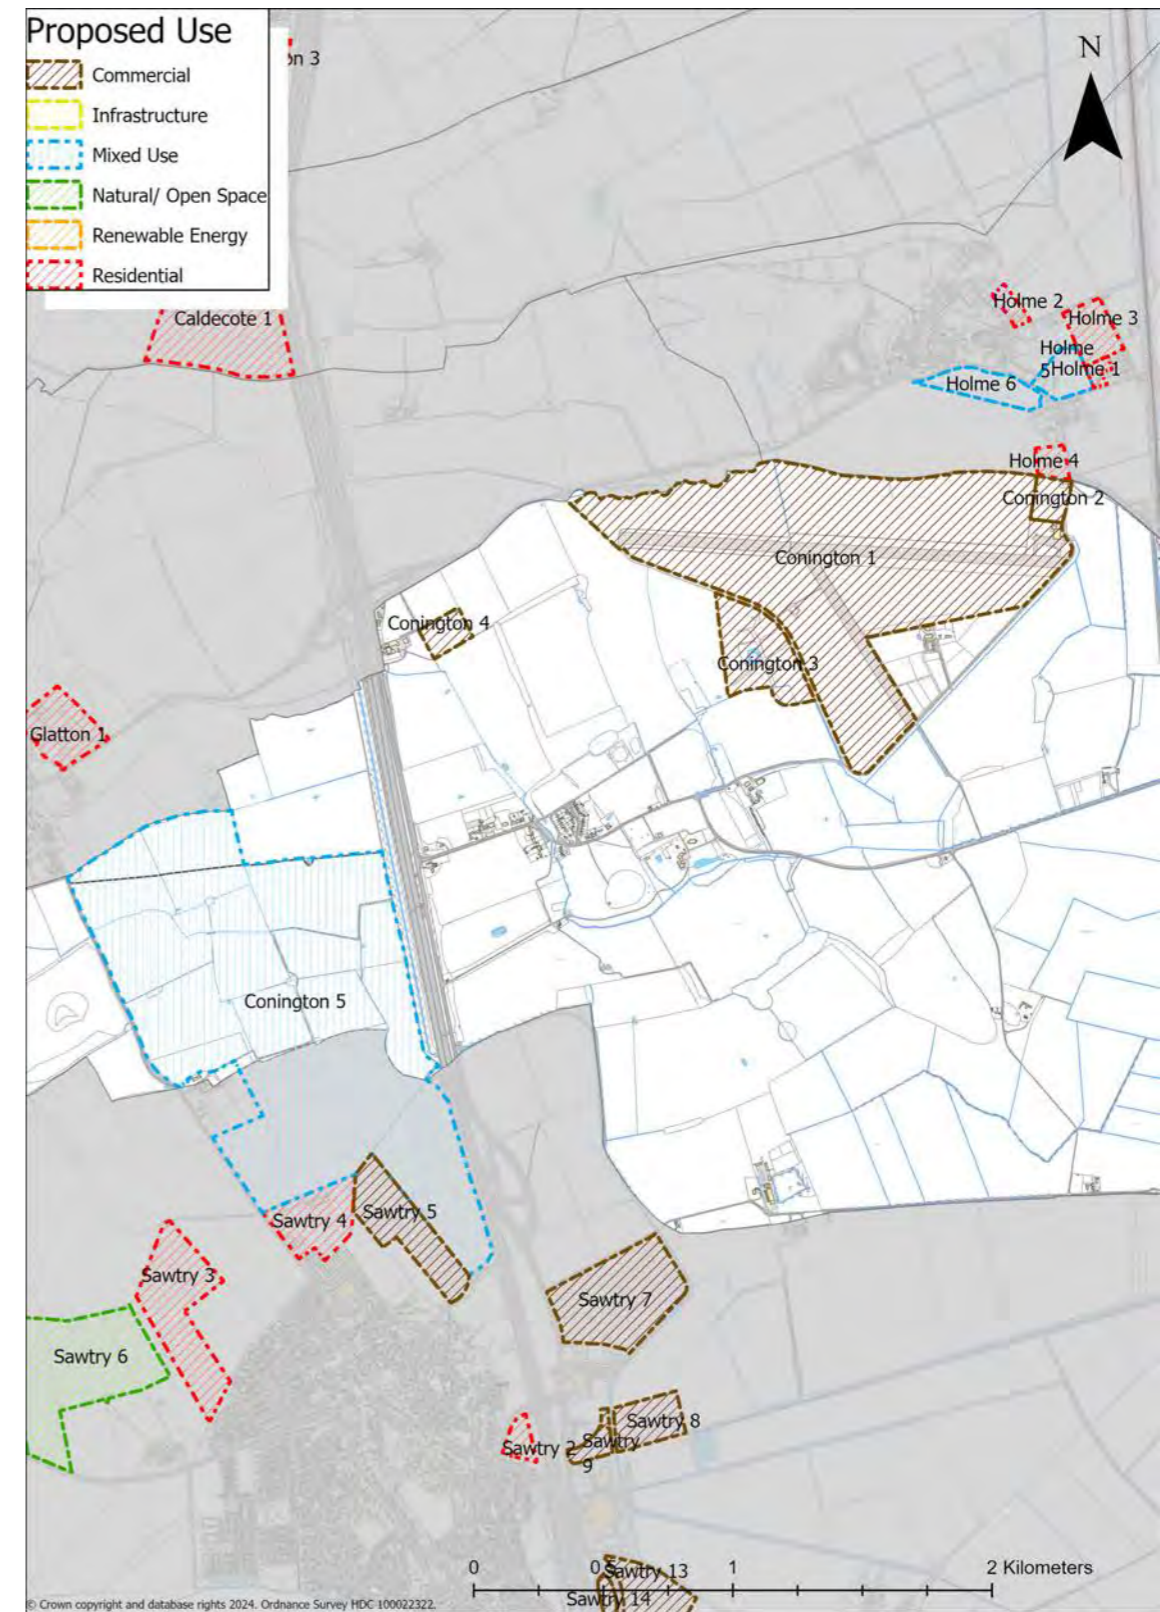 Proposed Use
Commercial
Infrastructure
Mixed Use
Natural/ Open Space
Renewable Energy
Residential
on 3
N
Caldecote 1
Holme 2
Holme 3
Holme
5
Holme 1
Holme 6
Holme 4
Conington 2
Conington 1
Conington 4
Conington 3
Glatton 1
Conington 5
Sawtry 4
Sawtry 5
Sawtry 3
Sawtry 7
Sawtry 6
Sawtry 8
Sawtry 2
Sawtry
9
0
1
2 Kilometers
Sawtry 13
Sawtry 14
© Crown copyright and database rights 2024. Ordnance Survey HDC 100022322.